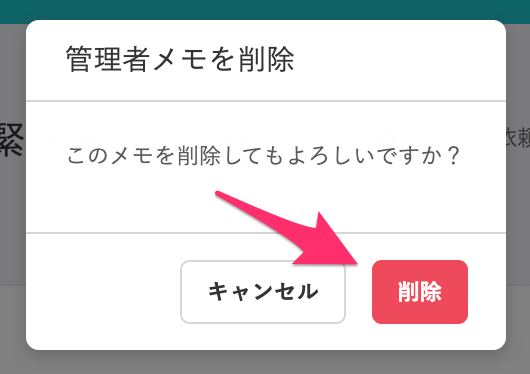 管理者メモを削除
緊
依頼
このメモを削除してもよろしいですか？
キャンセル
削除